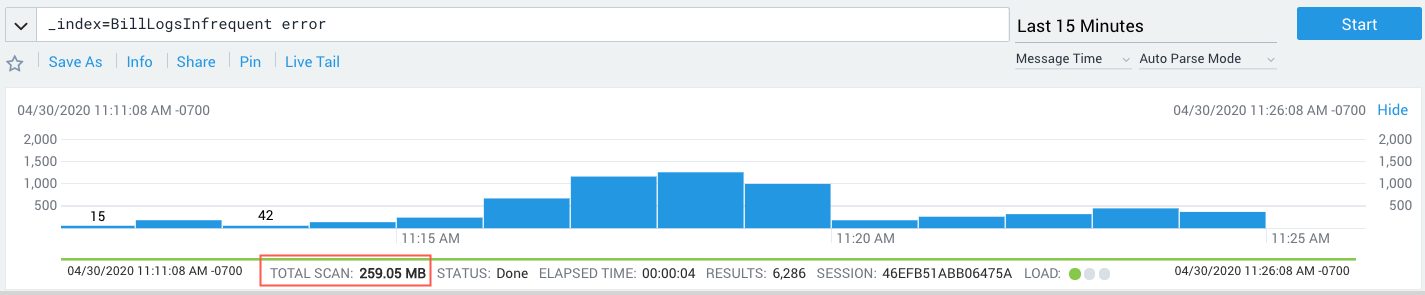 _index=BillLogsInfrequent error
Last 15 Minutes
Start
Save As Info Share Pin Live Tail
Message Time Auto Parse Mode
04/30/2020 11:11:08 AM -0700
04/30/2020 11:26:08 AM -0700 Hide
2,000 2,000
1,500 1,500
1,000 1,000
500 500
15 42
11:15 AM 11:20 AM 11:25 AM
04/30/2020 11:11:08 AM -0700 TOTAL SCAN: 259.05 MB STATUS: Done ELAPSED TIME: 00:00:04 RESULTS: 6,286 SESSION: 46EFB51ABB06475A LOAD: 04/30/2020 11:26:08 AM -0700